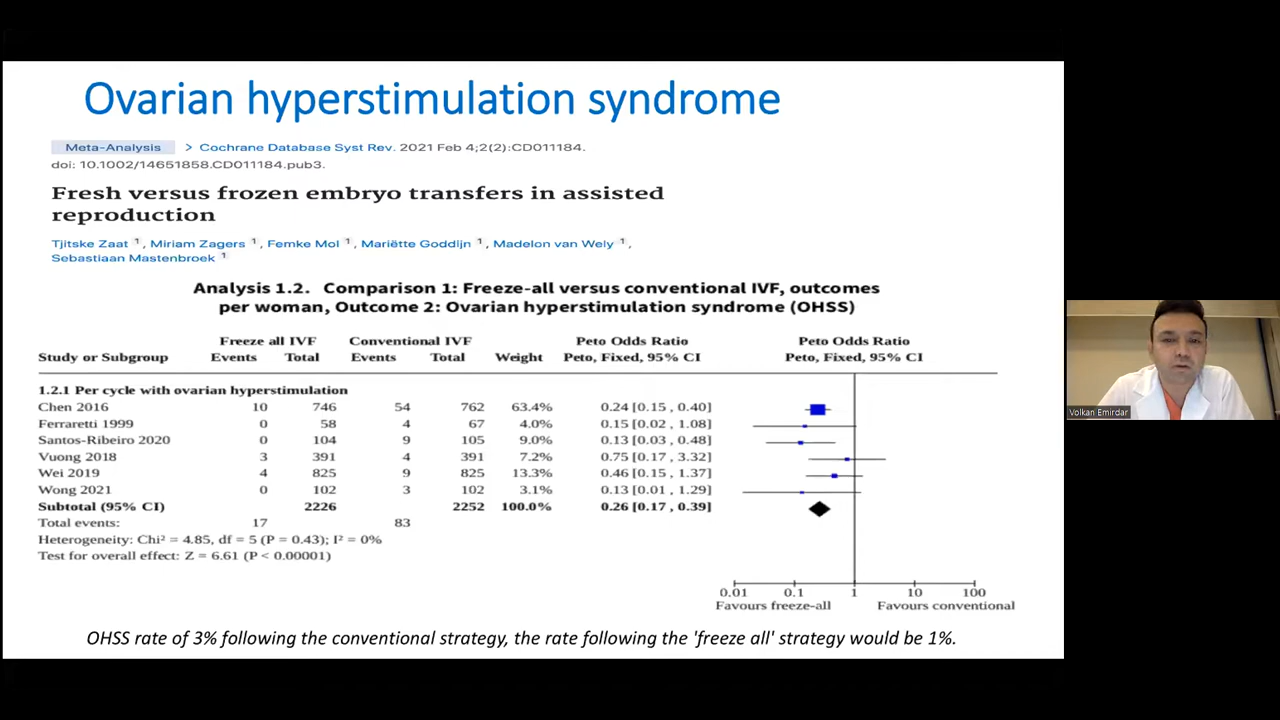 Ovarian hyperstimulation syndrome
Meta-Analysis > Cochrane Database Syst Rev. 2021 Feb 4;2(2):CD011184.
doi: 10.1002/14651858.CD011184.pub3.
Fresh versus frozen embryo transfers in assisted
reproduction
Tjitske Zaat 1, Miriam Zagers 1, Femke Mol 1, Mariëtte Goddijn 1, Madelon van Wely 1,
Sebastiaan Mastenbroek 1
Analysis 1.2. Comparison 1: Freeze-all versus conventional IVF, outcomes
per woman, Outcome 2: Ovarian hyperstimulation syndrome (OHSS)
Freeze all IVF Conventional IVF Peto Odds Ratio Peto Odds Ratio
Study or Subgroup Events Total Events Total Weight Peto, Fixed, 95% CI Peto, Fixed, 95% CI
1.2.1 Per cycle with ovarian hyperstimulation
Chen 2016 10 746 54 762 63.4% 0.24 [0.15 , 0.40]
Ferraretti 1999 0 58 4 67 4.0% 0.15 [0.02 , 1.08]
Santos-Ribeiro 2020 0 104 9 105 9.0% 0.13 [0.03 , 0.48]
Vuong 2018 3 391 4 391 7.2% 0.75 [0.17 , 3.32]
Wei 2019 4 825 9 825 13.3% 0.46 [0.15 , 1.37]
Wong 2021 0 102 3 102 3.1% 0.13 [0.01 , 1.29]
Subtotal (95% CI) 2226 2252 100.0% 0.26 [0.17 , 0.39]
Total events: 17 83
Heterogeneity: Chi² = 4.85, df = 5 (P = 0.43); I² = 0%
Test for overall effect: Z = 6.61 (P < 0.00001)
0.01 0.1 1 10 100
Favours freeze-all Favours conventional
OHSS rate of 3% following the conventional strategy, the rate following the 'freeze all' strategy would be 1%.
Volkan Emirdar